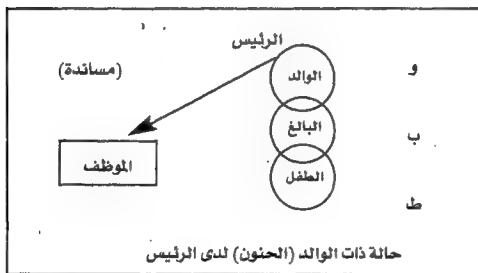 الرئيس
(مساندة)
الوالد
و
البالغ
ب
الموظف
الطفل
ط
حالة ذات الوالد (الحنون) لدى الرئيس